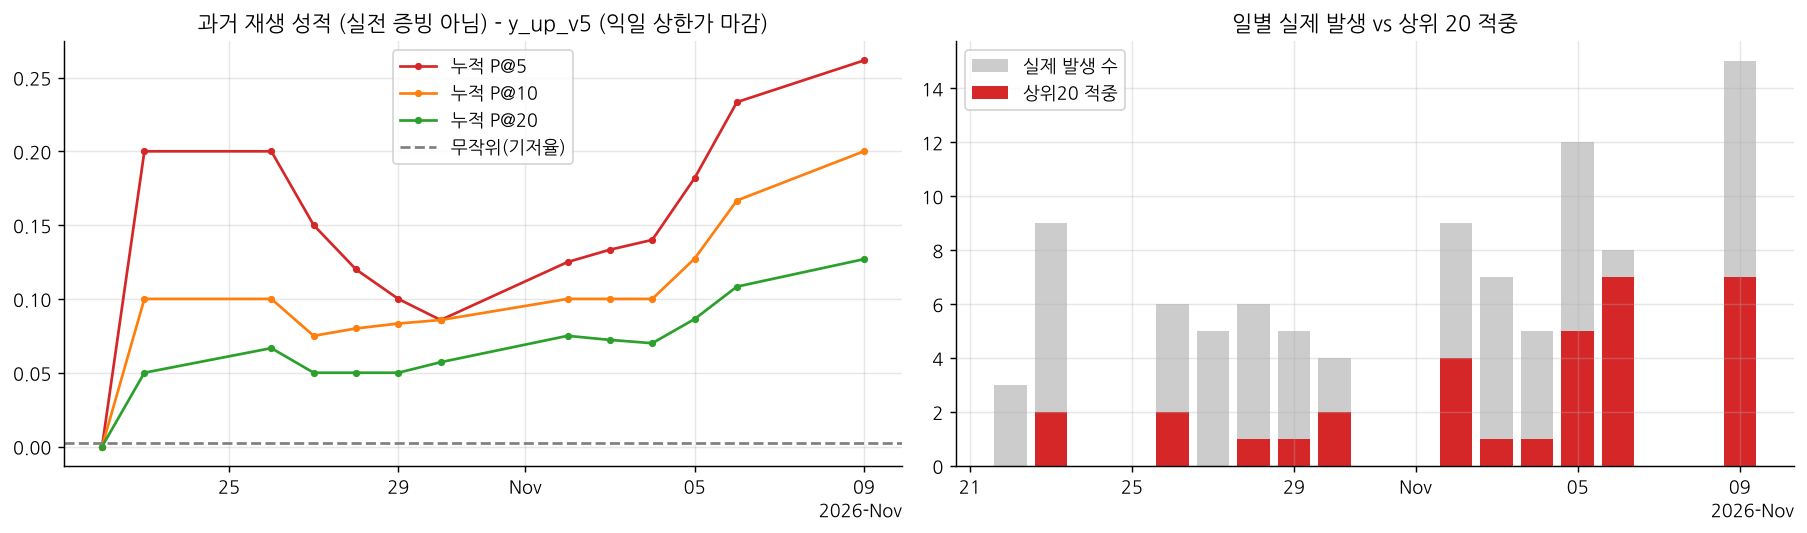 과거 재생 성적 (실전 증빙 아님) - y_up_v5 (익일 상한가 마감)
누적 P@5
누적 P@10
누적 P@20
무작위(기저율)
0.25
0.20
0.15
0.10
0.05
0.00
25
29
Nov
05
09
2026-Nov
일별 실제 발생 vs 상위 20 적중
실제 발생 수
상위20 적중
14
12
10
8
6
4
2
0
21
25
29
Nov
05
09
2026-Nov